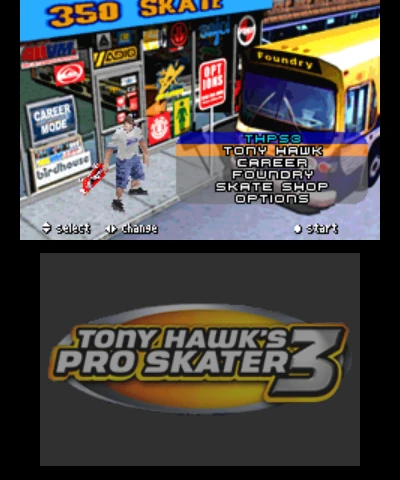 350 SKATE
Foundry
OPT
IONS
CAREER
MODE
birdhouse
THPS3
TONY HAWK
CAREER
FOUNDRY
SKATE SHOP
OPTIONS
select
change
start
TONY HAWK'S
PRO SKATER 3